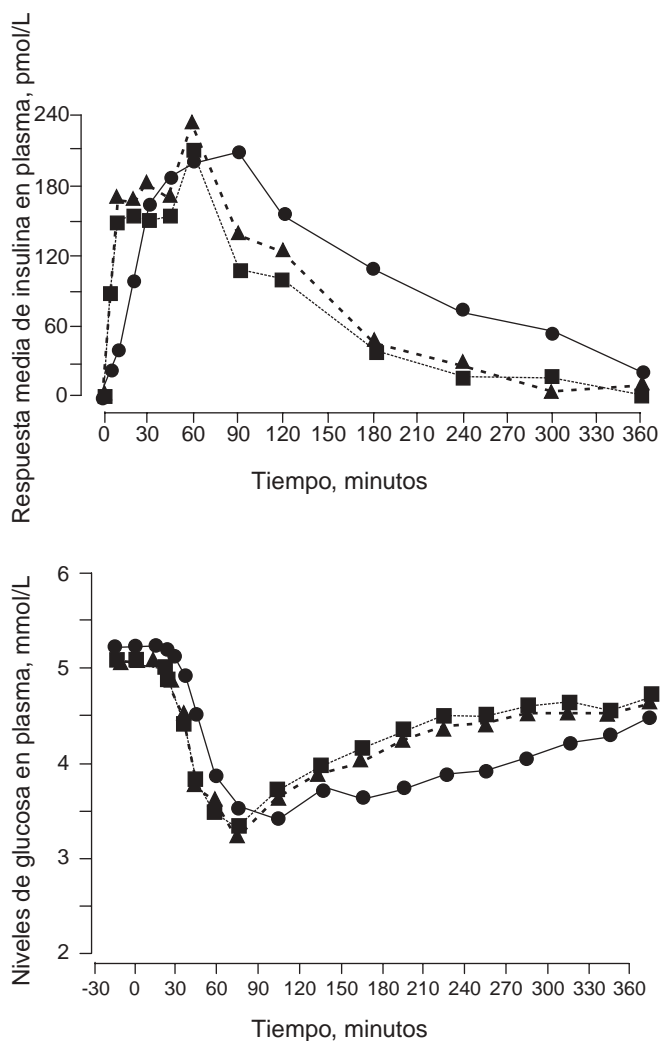 Respuesta media de insulina en plasma, pmol/L
240
180
120
60
0
0 30 60 90 120 150 180 210 240 270 300 330 360
Tiempo, minutos
Niveles de glucosa en plasma, mmol/L
6
5
4
3
2
-30 0 30 60 90 120 150 180 210 240 270 300 330 360
Tiempo, minutos